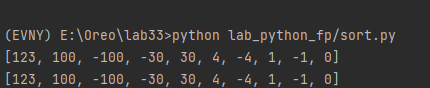 (EVNY) E:\Oreo\lab33>python lab_python_fp/sort.py
[123, 100, -100, -30, 30, 4, -4, 1, -1, 0]
[123, 100, -100, -30, 30, 4, -4, 1, -1, 0]